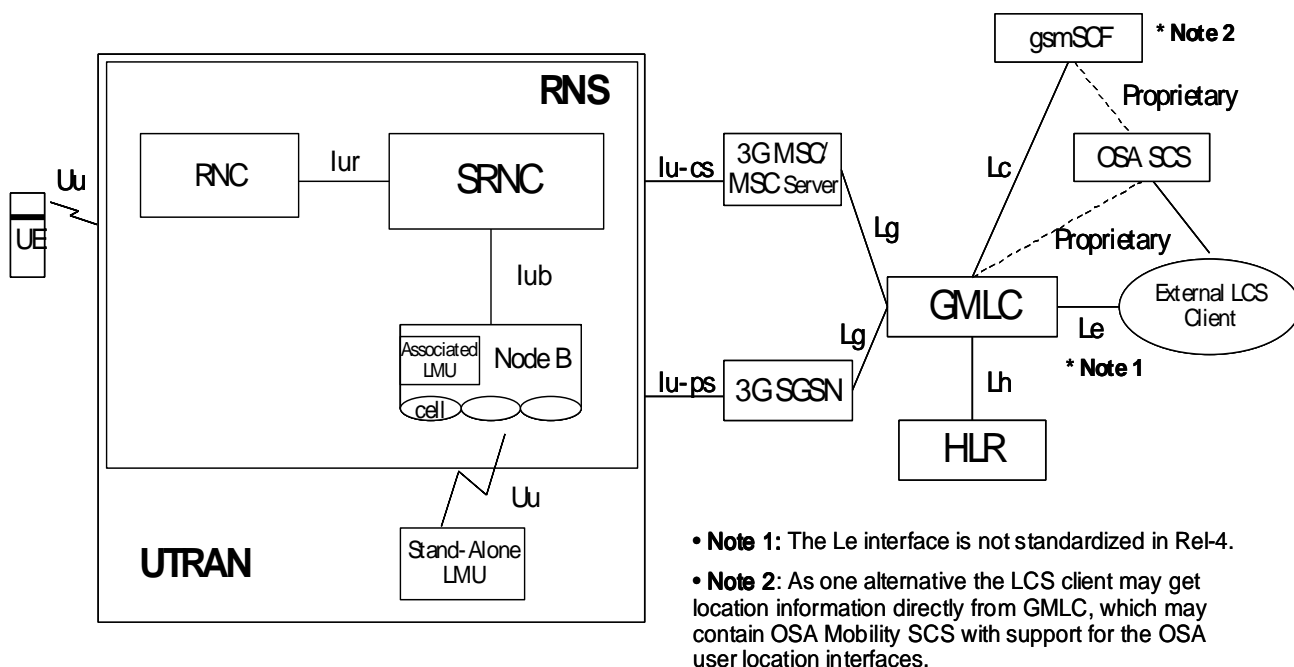 gsmSCF
* Note 2
RNS
Proprietary
RNC
Iur
SRNC
Iu-cs
3G MSC/
MSC Server
Lc
OSA SCS
Uu
UE
Lg
Proprietary
Iub
GMLC
Le
External LCS
Client
* Note 1
Associated
LMU
Node B
cell
Iu-ps
3G SGSN
Lg
Lh
HLR
Uu
UTRAN
Stand-Alone
LMU
• Note 1: The Le interface is not standardized in Rel-4.
• Note 2: As one alternative the LCS client may get
location information directly from GMLC, which may
contain OSA Mobility SCS with support for the OSA
user location interfaces.